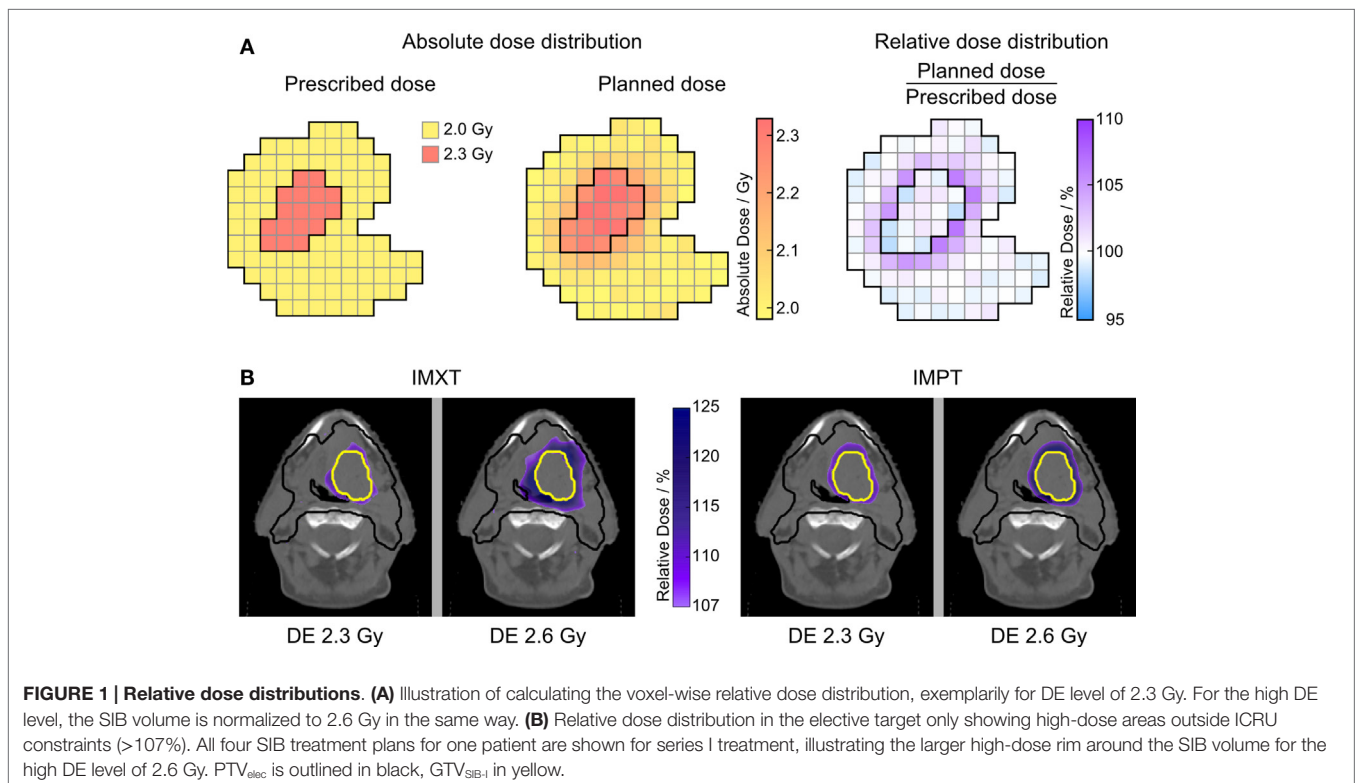 A
Absolute dose distribution
Relative dose distribution
Prescribed dose
Planned dose
Planned dose
Prescribed dose
2.0 Gy
2.3 Gy
2.3
2.2
2.1
2.0
Absolute Dose / Gy
110
105
100
95
Relative Dose / %
B
IMXT
IMPT
125
120
115
110
107
Relative Dose / %
DE 2.3 Gy
DE 2.6 Gy
DE 2.3 Gy
DE 2.6 Gy
FIGURE 1 | Relative dose distributions. (A) Illustration of calculating the voxel-wise relative dose distribution, exemplarily for DE level of 2.3 Gy. For the high DE
level, the SIB volume is normalized to 2.6 Gy in the same way. (B) Relative dose distribution in the elective target only showing high-dose areas outside ICRU
constraints (>107%). All four SIB treatment plans for one patient are shown for series I treatment, illustrating the larger high-dose rim around the SIB volume for the
high DE level of 2.6 Gy. PTVelec is outlined in black, GTVSIB-I in yellow.